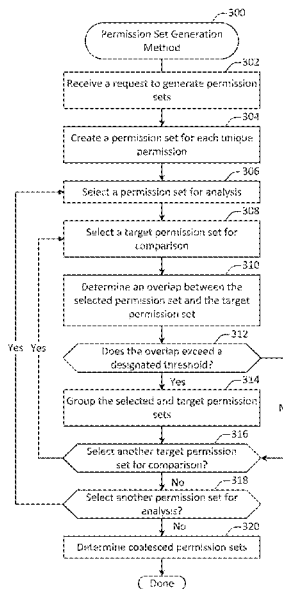 300
Permission Set Generation
Method
302
Receive a request to generate permission
sets
304
Create a permission set for each unique
permission
306
Select a permission set for analysis
308
Select a target permission set for
comparison
310
Determine an overlap between the
selected permission set and the target
permission set
312
Does the overlap exceed a
designated threshold?
Yes
Yes
Yes
N
314
Group the selected and target permission
sets
316
Select another target permission
set for comparison?
No
318
Select another permission set for
analysis?
No
320
Determine coalesced permission sets
Done